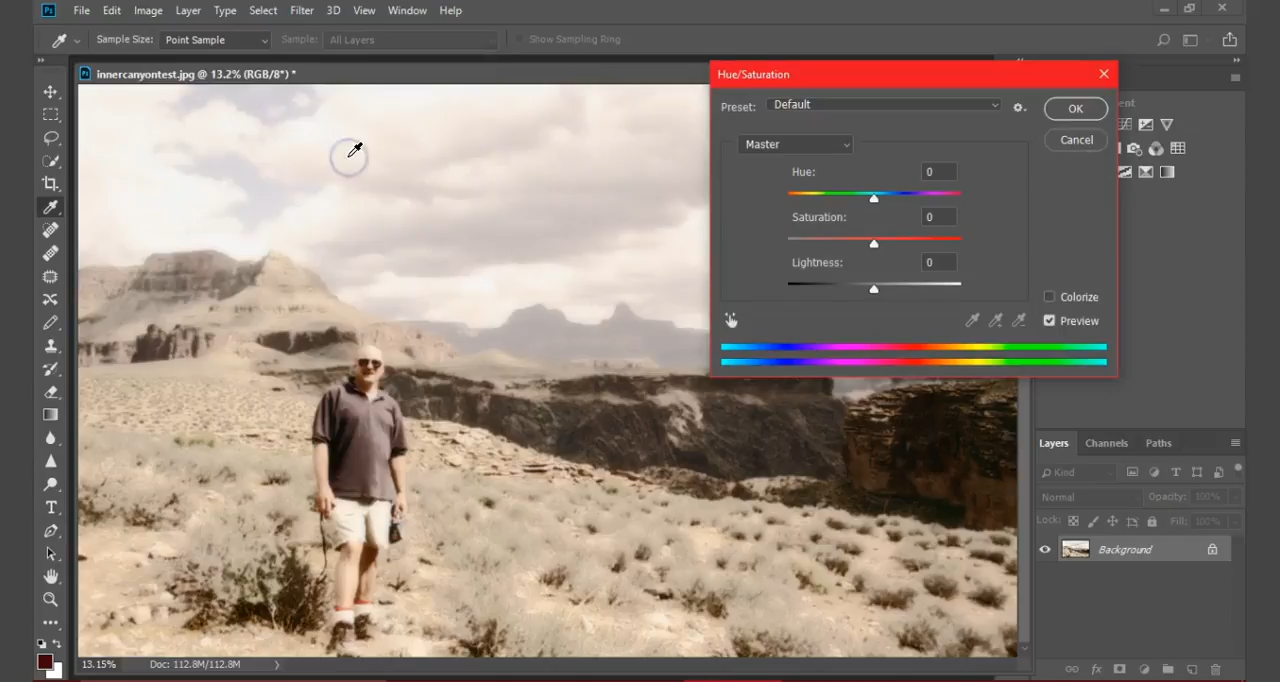 Ps File Edit Image Layer Type Select Filter 3D View Window Help
Sample Size: Point Sample Sample: All Layers Show Sampling Ring
Ps innercanyontest.jpg @ 13.2% (RGB/8*) *
Hue/Saturation
Preset: Default
OK
Master
Cancel
Hue: 0
Saturation: 0
Lightness: 0
Colorize
Preview
Layers Channels Paths
Kind
Normal Opacity: 100%
Lock: Fill: 100%
Background
13.15% Doc: 112.8M/112.8M